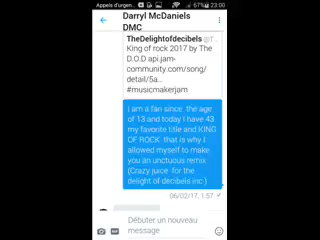 Appels d'urgen... 57% 23:00
Darryl McDaniels
DMC
TheDelightofdecibels @T...
King of rock 2017 by The
D.O.D api.jam-
community.com/song/
detail/5a...
#musicmakerjam
I am a fan since the age
of 13 and today I have 43
my favorite title and KING
OF ROCK that is why I
allowed myself to make
you an unctuous remix
(Crazy juice for the
delight of decibels inc )
06/02/17, 1:57
Débuter un nouveau
message
GIF